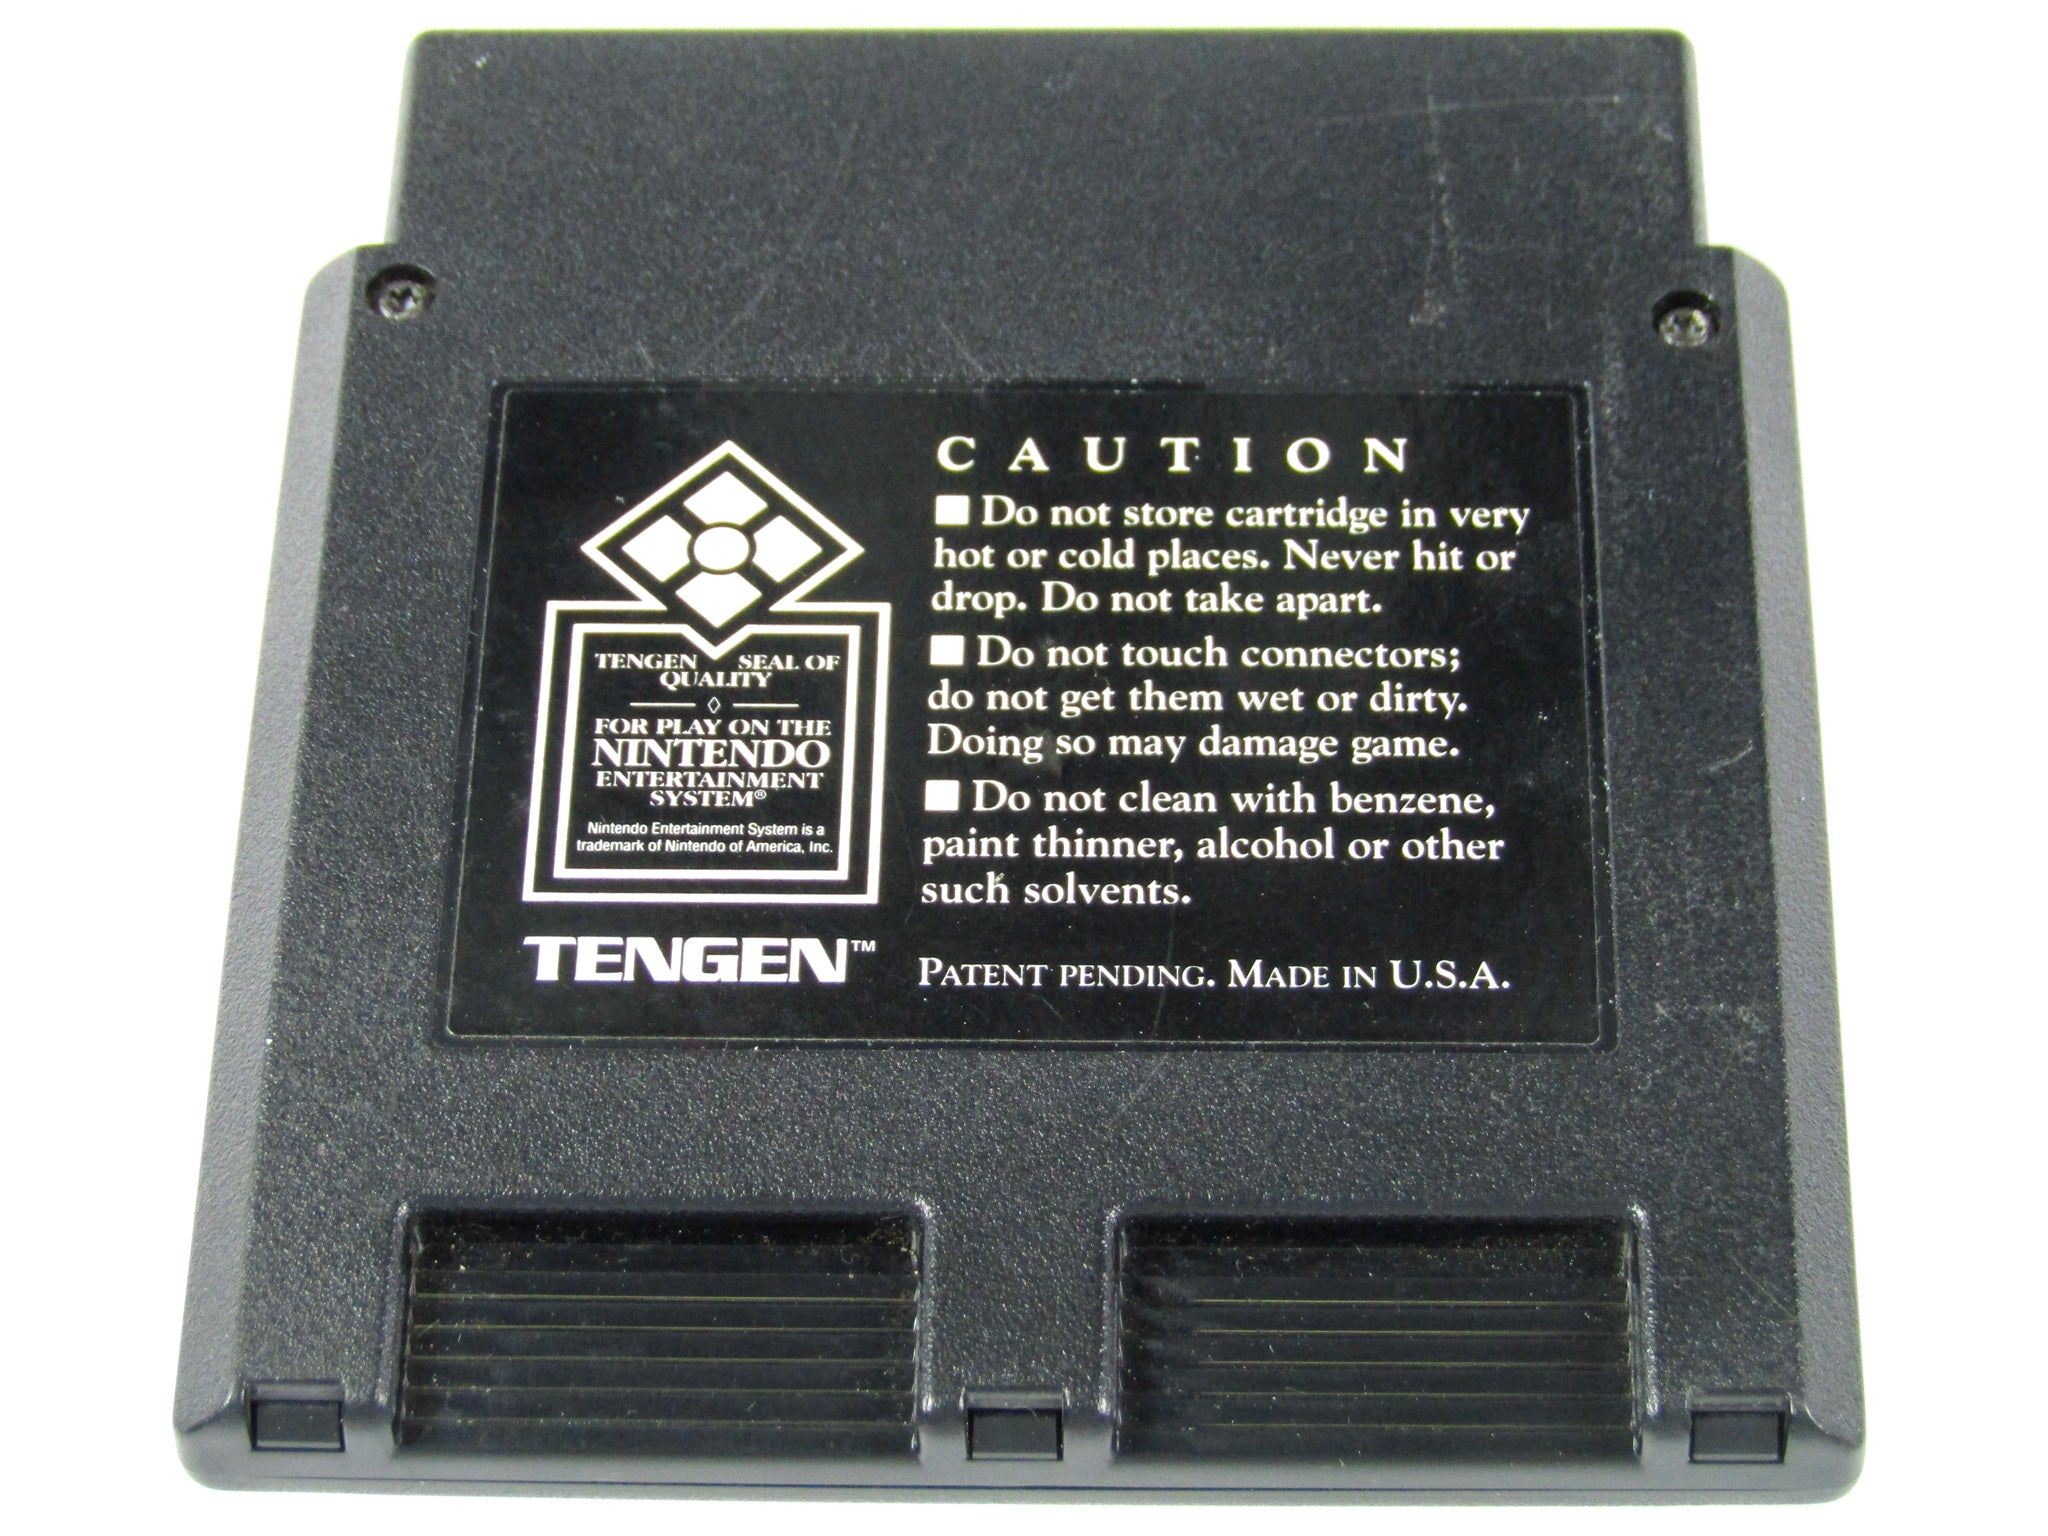 TENGEN SEAL OF
QUALITY
FOR PLAY ON THE
NINTENDO
ENTERTAINMENT
SYSTEM®
Nintendo Entertainment System is a
trademark of Nintendo of America, Inc.
TENGEN™
CAUTION
■ Do not store cartridge in very
hot or cold places. Never hit or
drop. Do not take apart.
■ Do not touch connectors;
do not get them wet or dirty.
Doing so may damage game.
■ Do not clean with benzene,
paint thinner, alcohol or other
such solvents.
PATENT PENDING. MADE IN U.S.A.